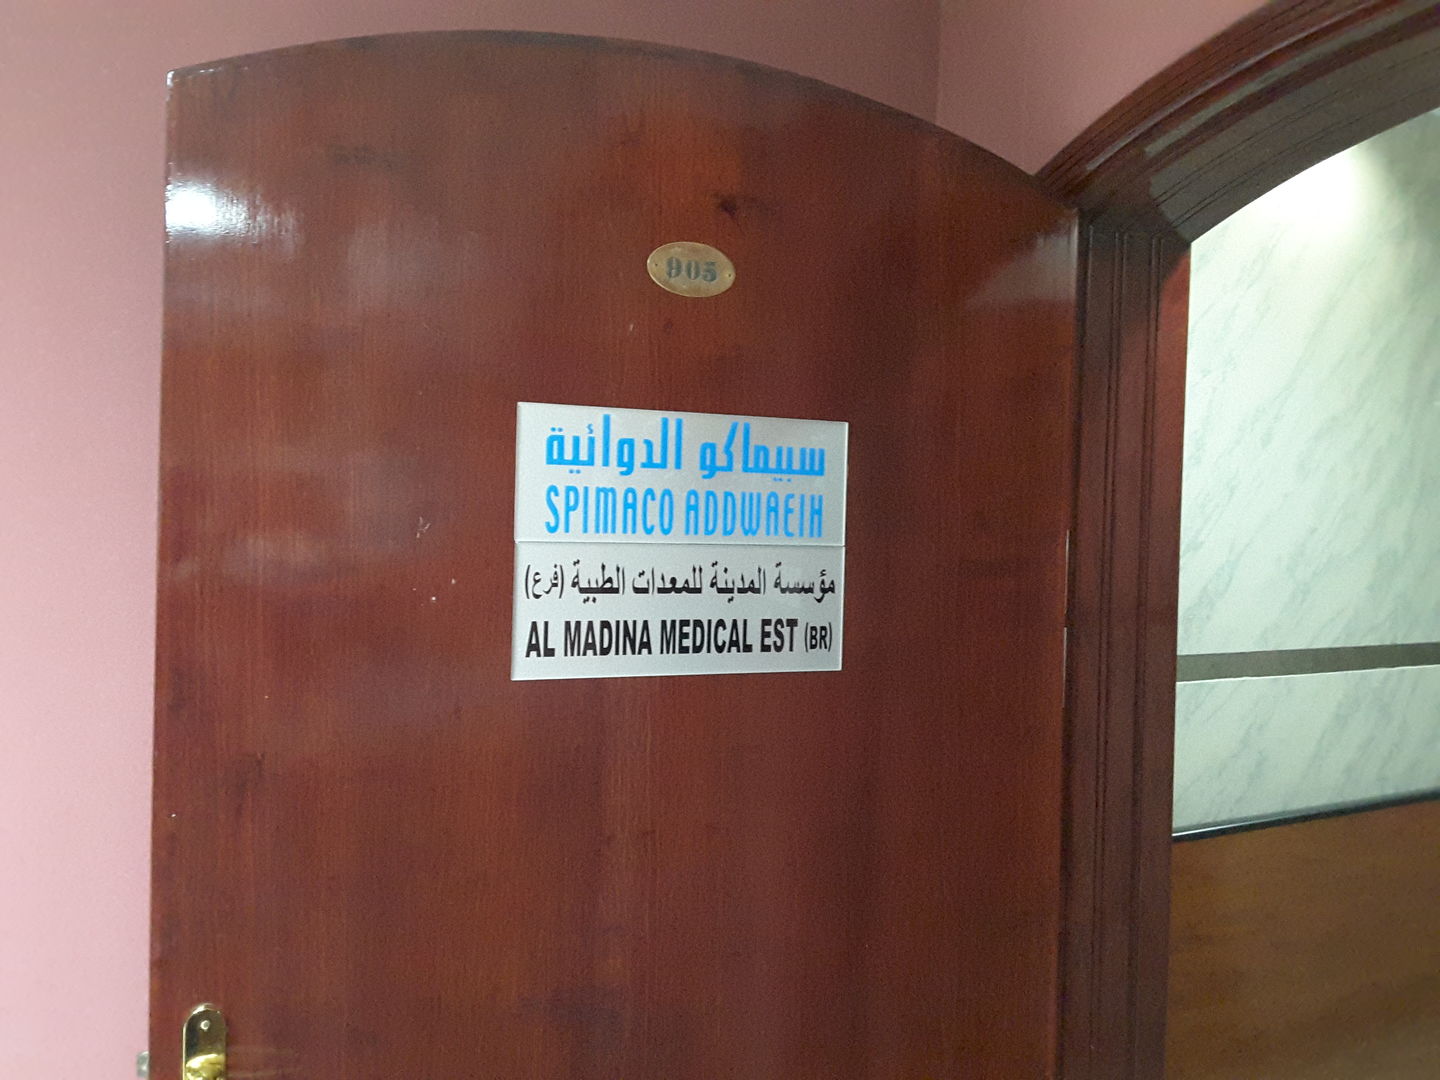 905
سبيماكو الدوائية
SPIMACO ADDWAEIH
مؤسسة المدينة للمعدات الطبية (فرع)
AL MADINA MEDICAL EST (BR)